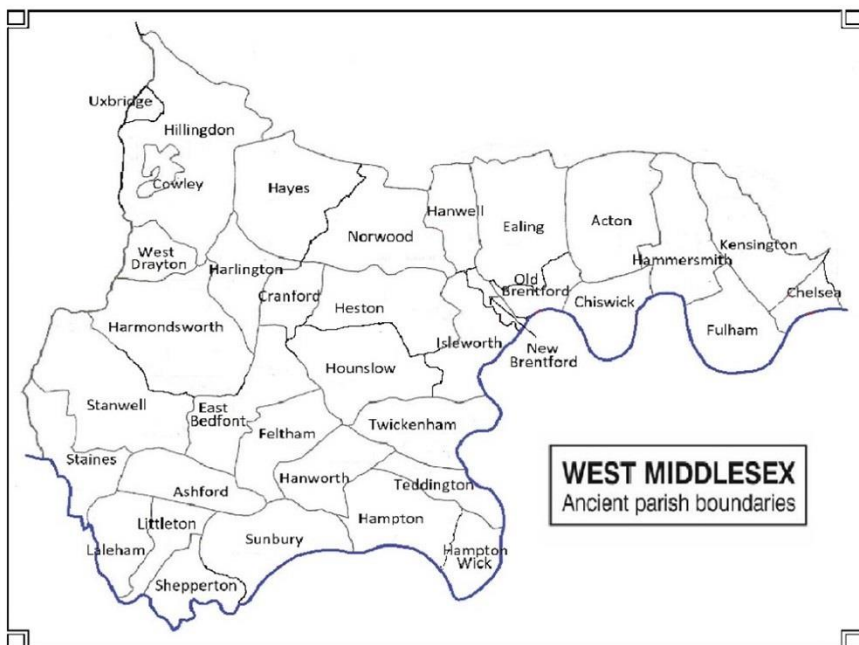 Uxbridge
Hillingdon
Cowley
Hayes
Hanwell
Ealing
Acton
Norwood
Kensington
West
Drayton
Harlington
Hammersmith
Old
Brentford
Cranford
Heston
Chiswick
Chelsea
Harmondsworth
Isleworth
Fulham
New
Brentford
Hounslow
Stanwell
East
Bedfont
Feltham
Twickenham
Staines
Hanworth
Teddington
Ashford
Littleton
Hampton
Laleham
Sunbury
Hampton
Wick
Shepperton
WEST MIDDLESEX
Ancient parish boundaries